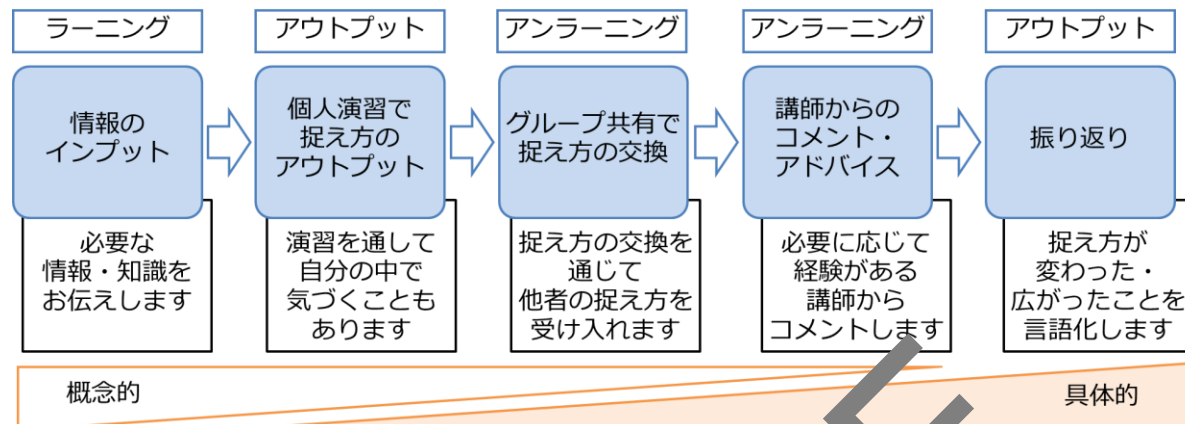 ラーニング
アウトプット
アンラーニング
アンラーニング
アウトプット
情報の
インプット
個人演習で
捉え方の
アウトプット
グループ共有で
捉え方の交換
講師からの
コメント・
アドバイス
振り返り
必要な
情報・知識を
お伝えします
演習を通して
自分の中で
気づくことも
あります
捉え方の交換を
通じて
他者の捉え方を
受け入れます
必要に応じて
経験がある
講師から
コメントします
捉え方が
変わった・
広がったことを
言語化します
概念的
具体的